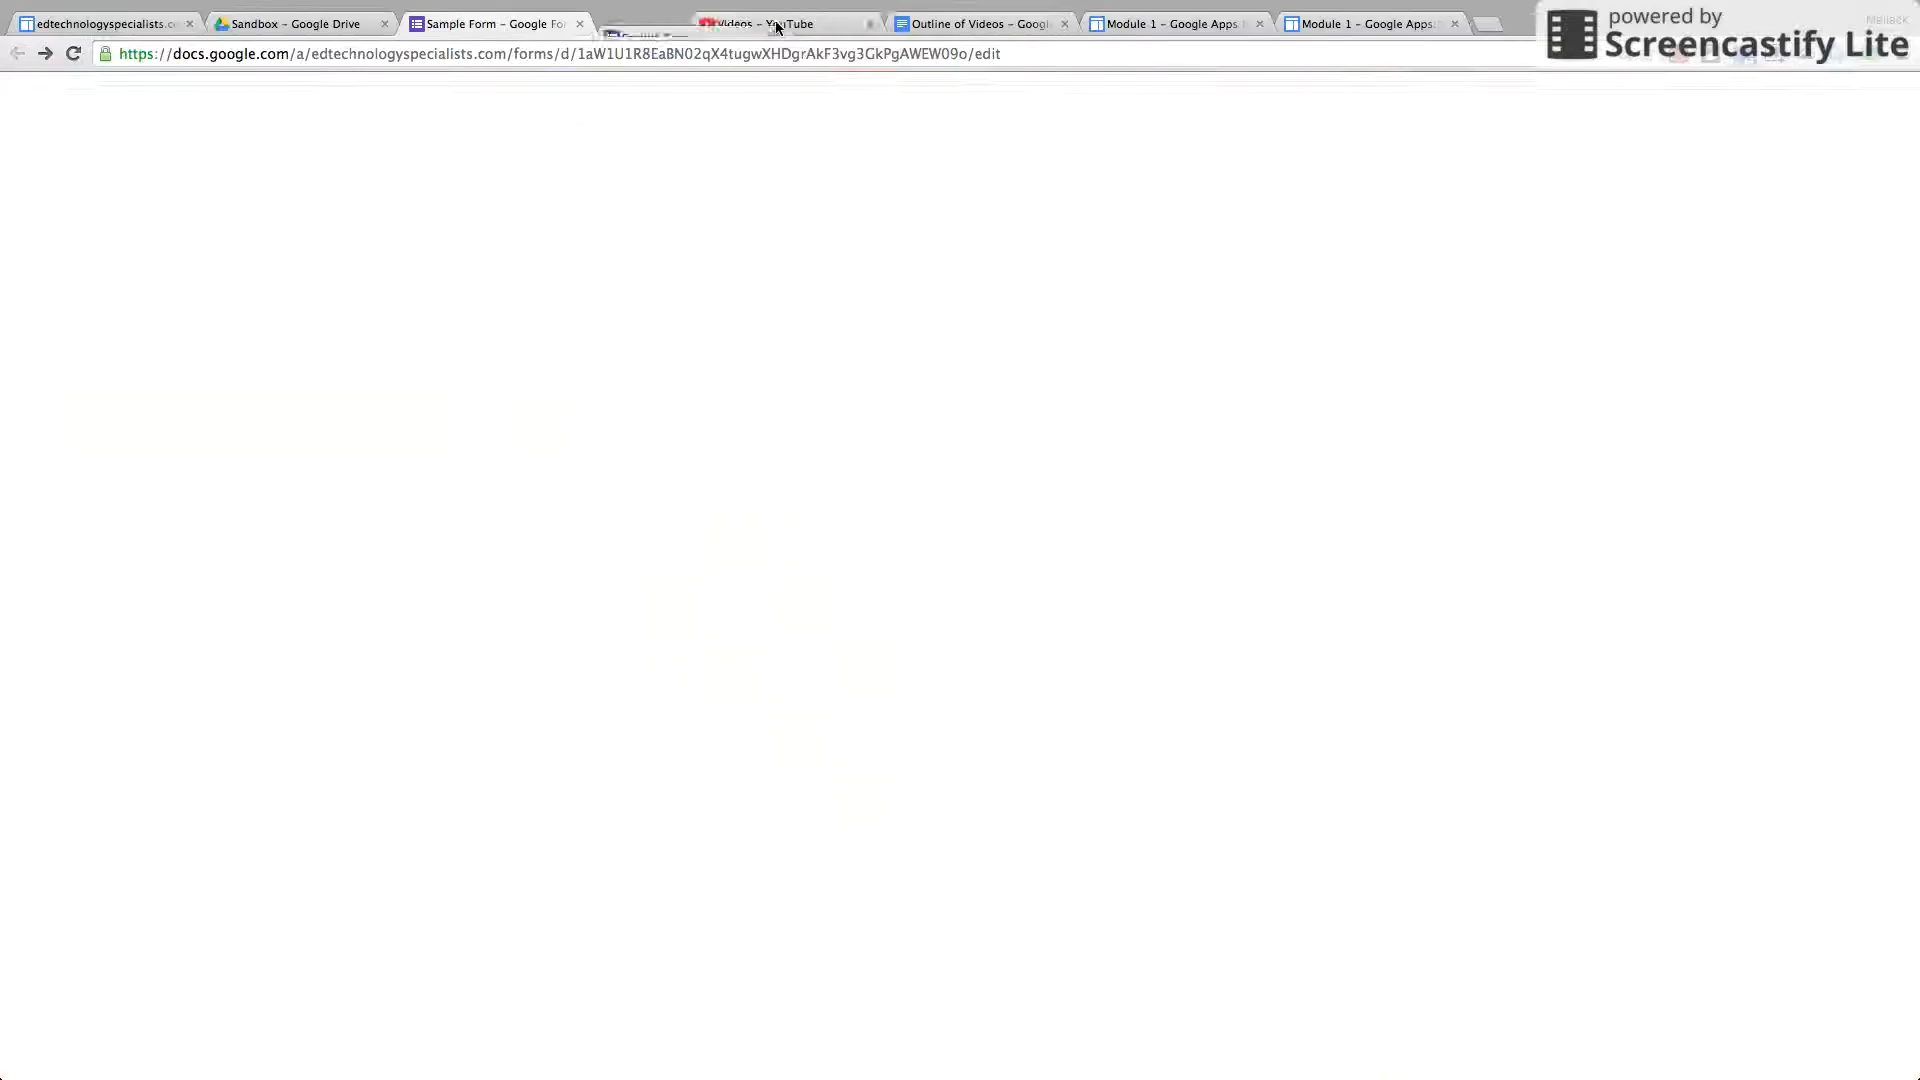 edtechnologyspecialists.c
Sandbox – Google Drive
Sample Form – Google Fo
Videos – YouTube
Outline of Videos – Googl
Module 1 – Google Apps
Module 1 – Google Apps:
https://docs.google.com/a/edtechnologyspecialists.com/forms/d/1aW1U1R8EaBN02qX4tugwXHDgrAkF3vg3GkPgAWEW09o/edit
powered by
Screencastify Lite